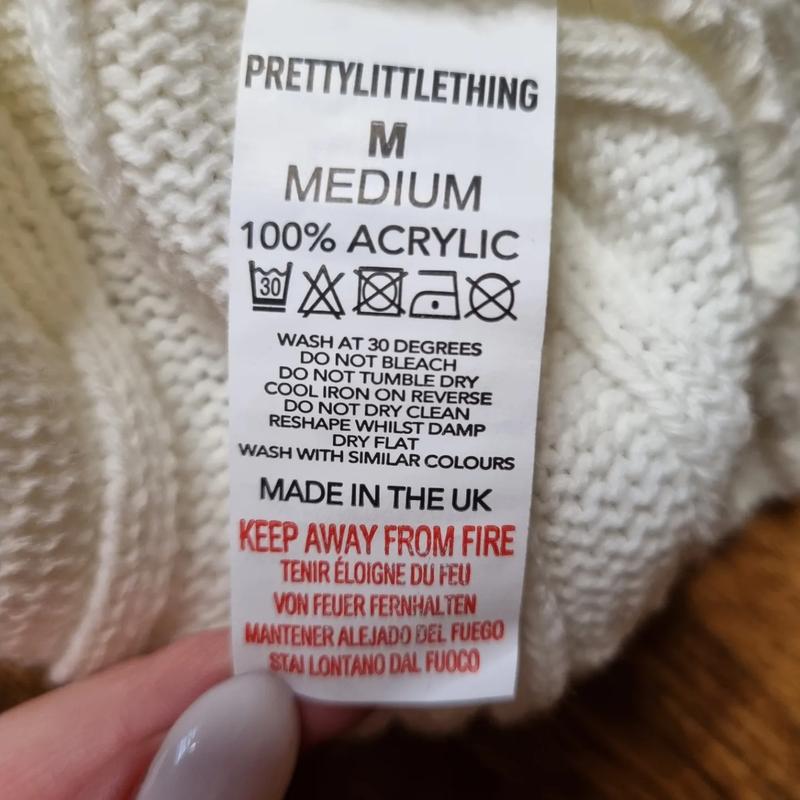 PRETTYLITTLETHING
M
MEDIUM
100% ACRYLIC
30
WASH AT 30 DEGREES
DO NOT BLEACH
DO NOT TUMBLE DRY
COOL IRON ON REVERSE
DO NOT DRY CLEAN
RESHAPE WHILST DAMP
DRY FLAT
WASH WITH SIMILAR COLOURS
MADE IN THE UK
KEEP AWAY FROM FIRE
TENIR ÉLOIGNE DU FEU
VON FEUER FERNHALTEN
MANTENER ALEJADO DEL FUEGO
STAI LONTANO DAL FUOCO